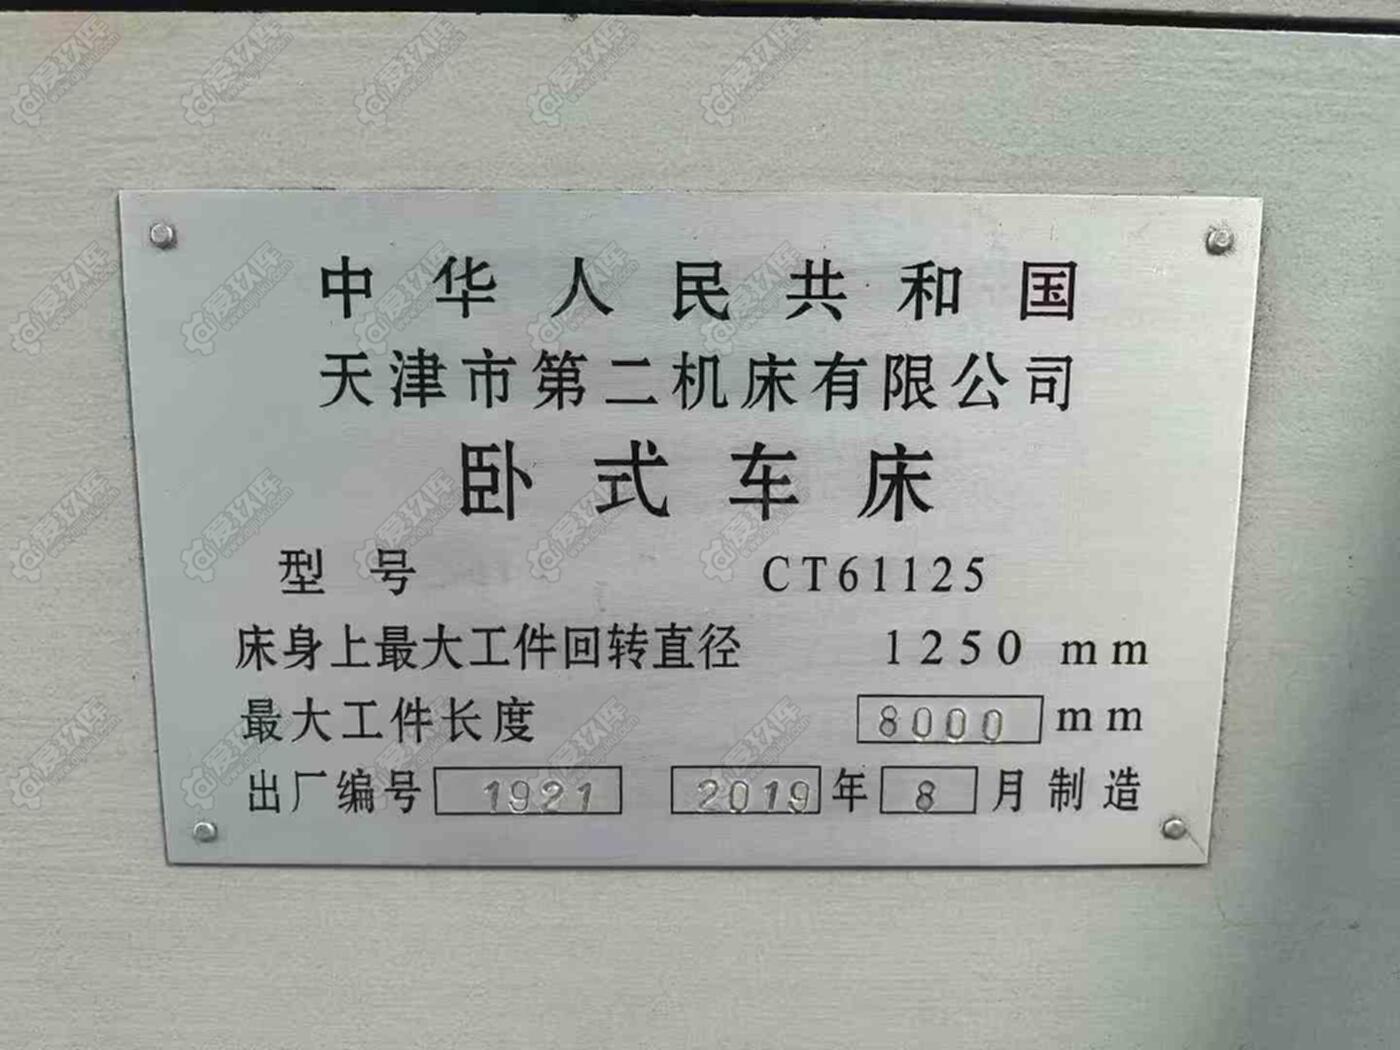 中华人民共和国
天津市第二机床有限公司
卧式车床
型号 CT61125
床身上最大工件回转直径 1250 mm
最大工件长度 8000 mm
出厂编号 1921 2019 年 8 月制造